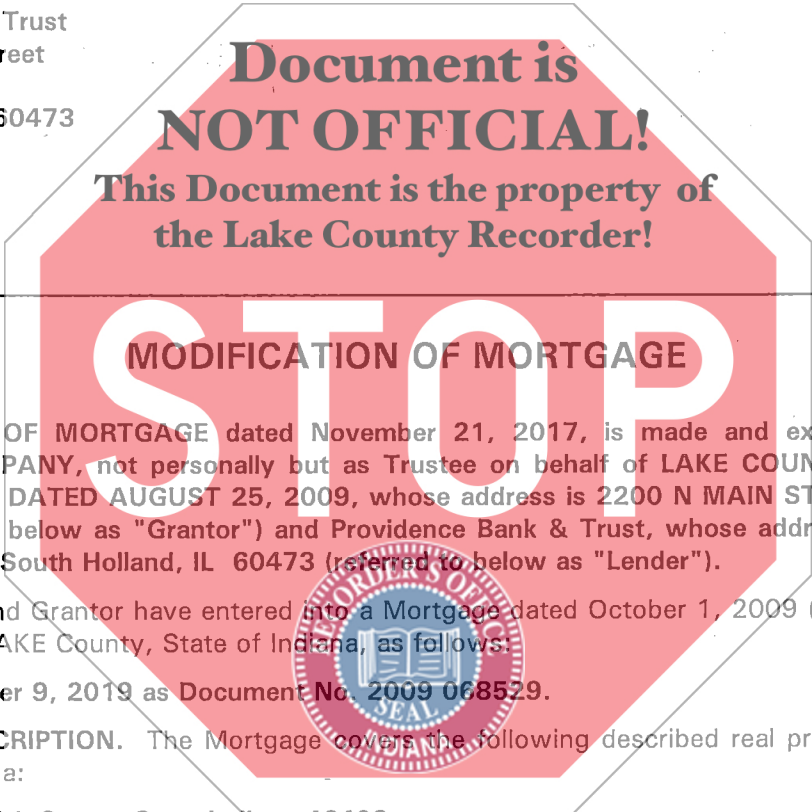 Trust
reet
60473
Document is
NOT OFFICIAL!
This Document is the property of
the Lake County Recorder!
STOP
MODIFICATION OF MORTGAGE
OF MORTGAGE dated November 21, 2017, is made and ex
PANY, not personally but as Trustee on behalf of LAKE COUN
DATED AUGUST 25, 2009, whose address is 2200 N MAIN ST
below as "Grantor") and Providence Bank & Trust, whose addr
South Holland, IL 60473 (referred to below as "Lender").
nd Grantor have entered into a Mortgage dated October 1, 2009 (
AKE County, State of Indiana, as follows:
er 9, 2019 as Document No. 2009 068529.
CRIPTION. The Mortgage covers the following described real pr
a:
RECORDER'S OFFICE
SEAL
INDIANA